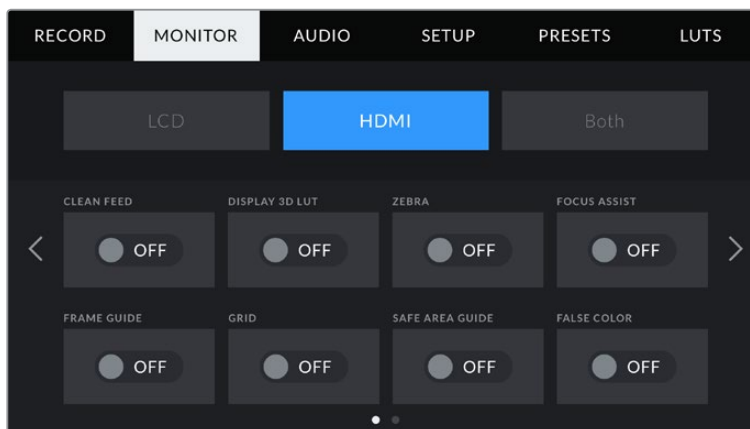 RECORD MONITOR AUDIO SETUP PRESETS LUTS
LCD HDMI Both
CLEAN FEED DISPLAY 3D LUT ZEBRA FOCUS ASSIST
OFF OFF OFF OFF
FRAME GUIDE GRID SAFE AREA GUIDE FALSE COLOR
OFF OFF OFF OFF